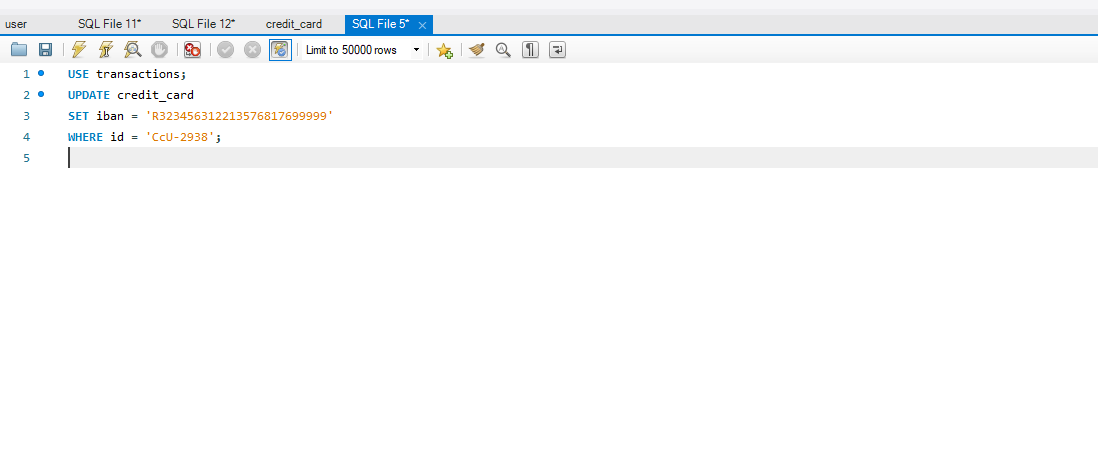 user SQL File 11* SQL File 12* credit_card SQL File 5*
Limit to 50000 rows
1 USE transactions;
2 UPDATE credit_card
3 SET iban = 'R323456312213576817699999'
4 WHERE id = 'CcU-2938';
5